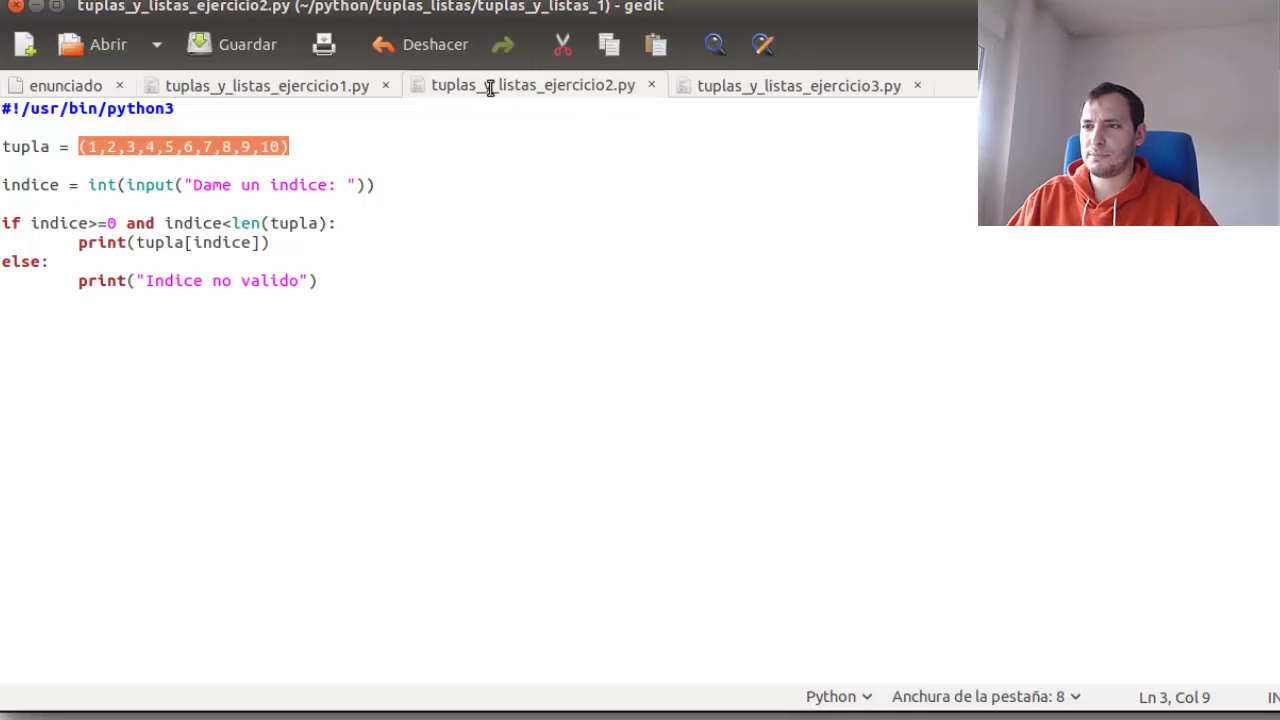 tuplas_y_listas_ejercicio2.py (~/python/tuplas_listas/tuplas_y_listas_1) - gedit
Abrir Guardar Deshacer
enunciado × tuplas_y_listas_ejercicio1.py × tuplas_y_listas_ejercicio2.py × tuplas_y_listas_ejercicio3.py ×
#!/usr/bin/python3
tupla = (1,2,3,4,5,6,7,8,9,10)
indice = int(input("Dame un indice: "))
if indice>=0 and indice<len(tupla):
print(tupla[indice])
else:
print("Indice no valido")
Python Anchura de la pestaña: 8 Ln 3, Col 9